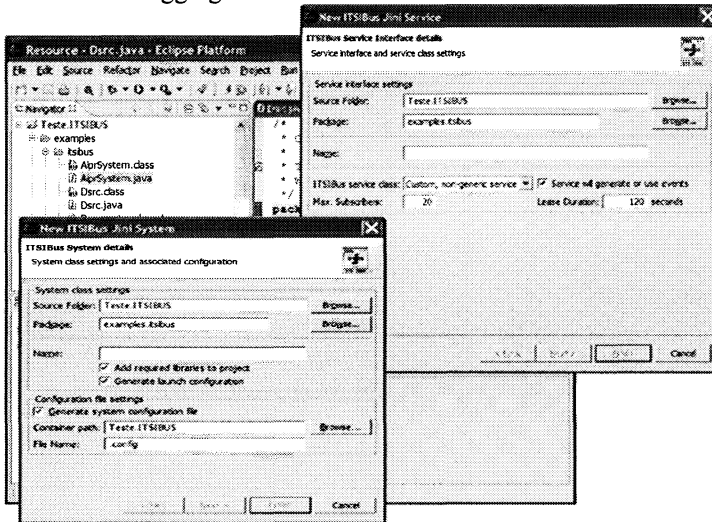 New ITSIBus Jini Service
ITSIBus Service Interface details
Service interface and service class settings
Service interface settings
Source Folder: Teste.ITSIBUS Browse...
Package: examples.itsibus Browse...
Name:
ITSIBus service class: Custom, non-generic service Service will generate or use events
Max. Subscribers: 20 Lease Duration: 120 seconds
Cancel
Resource - Dsrc.java - Eclipse Platform
File Edit Source Refactor Navigate Search Project Run
Navigator
Teste.ITSIBUS
examples
itsibus
AlprSystem.class
AlprSystem.java
Dsrc.class
Dsrc.java
/*
*/
pack
New ITSIBus Jini System
ITSIBus System details
System class settings and associated configuration
System class settings
Source Folder: Teste.ITSIBUS Browse...
Package: examples.itsibus Browse...
Name:
Add required libraries to project
Generate launch configuration
Configuration file settings
Generate system configuration file
Container path: Teste.ITSIBUS Browse...
File Name: .config
Cancel